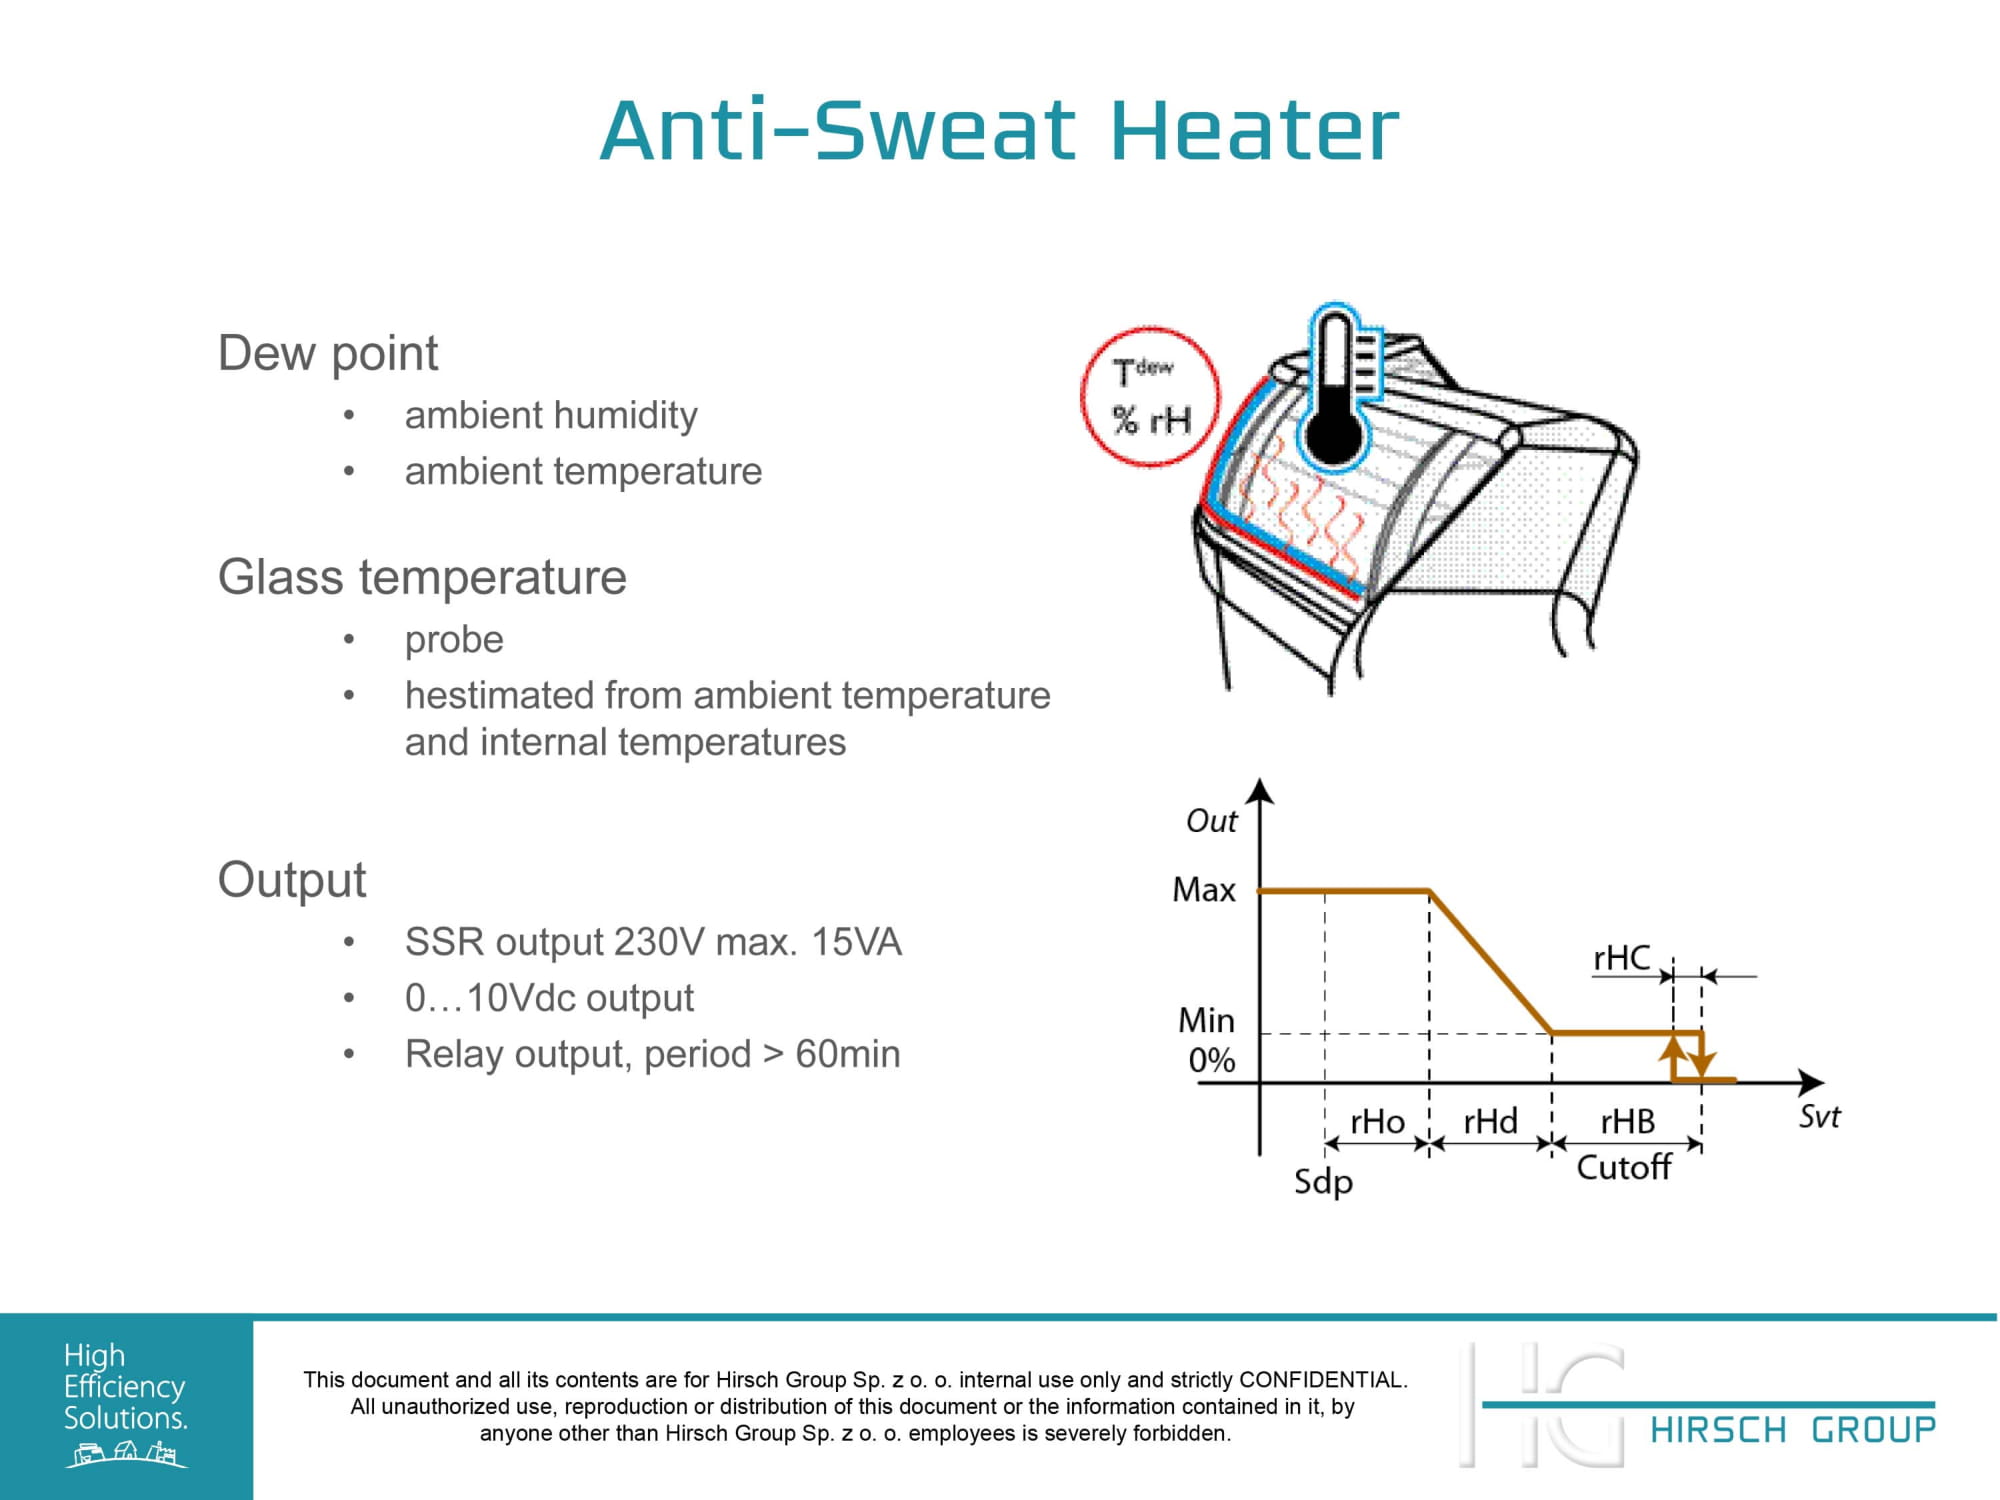 Anti-Sweat Heater
Dew point
• ambient humidity
• ambient temperature
Glass temperature
• probe
• hestimated from ambient temperature
and internal temperatures
Output
• SSR output 230V max. 15VA
• 0…10Vdc output
• Relay output, period > 60min
Tdew
% rH
Out
Max
rHC
Min
0%
rHo
rHd
rHB
Svt
Cutoff
Sdp
High
Efficiency
Solutions.
This document and all its contents are for Hirsch Group Sp. z o. o. internal use only and strictly CONFIDENTIAL.
All unauthorized use, reproduction or distribution of this document or the information contained in it, by
anyone other than Hirsch Group Sp. z o. o. employees is severely forbidden.
HG
HIRSCH GROUP